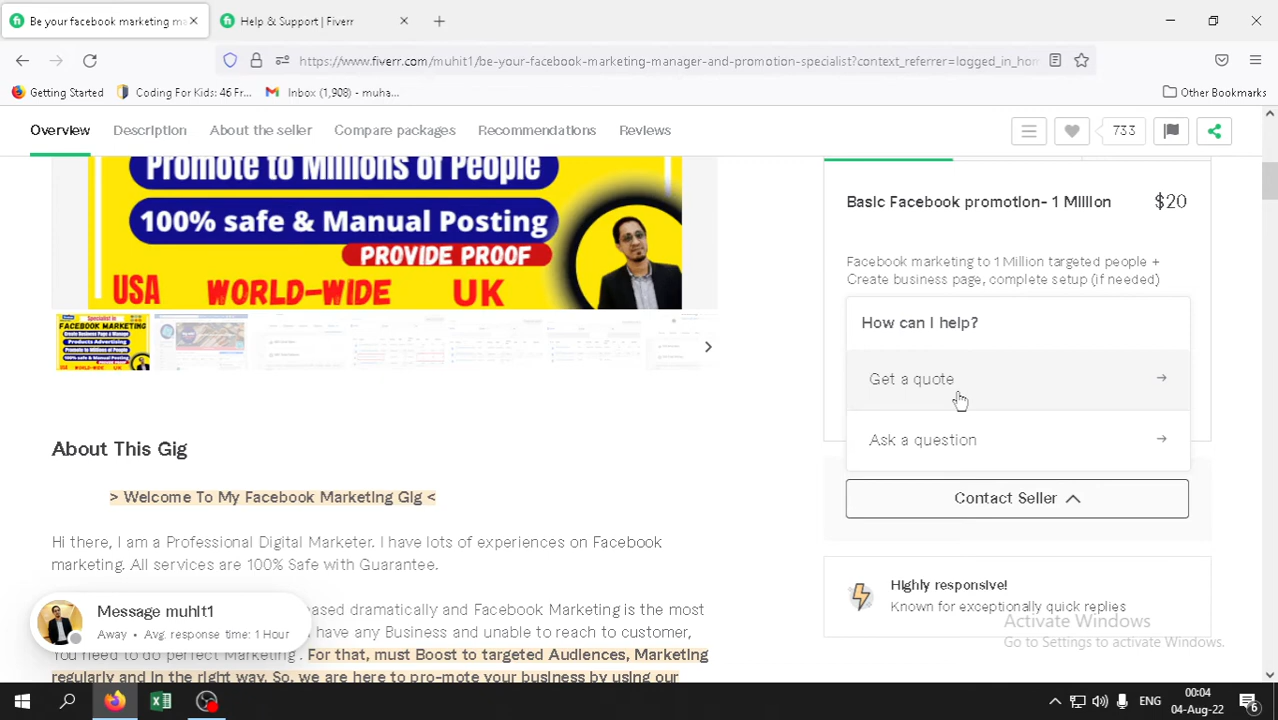 Be your facebook marketing ma
Help & Support | Fiverr
https://www.fiverr.com/muhit1/be-your-facebook-marketing-manager-and-promotion-specialist?context_referrer=logged_in_hom
Getting Started
Coding For Kids: 46 Fr...
Inbox (1,908) - muha...
Other Bookmarks
Overview
Description
About the seller
Compare packages
Recommendations
Reviews
733
Promote to Millions of People
100% safe & Manual Posting
PROVIDE PROOF
USA
WORLD-WIDE
UK
Basic Facebook promotion- 1 Million
$20
Facebook marketing to 1 Million targeted people +
Create business page, complete setup (if needed)
How can I help?
Get a quote
Ask a question
Contact Seller
Highly responsive!
Known for exceptionally quick replies
About This Gig
> Welcome To My Facebook Marketing Gig <
Hi there, I am a Professional Digital Marketer. I have lots of experiences on Facebook
marketing. All services are 100% Safe with Guarantee.
eased dramatically and Facebook Marketing is the most
have any Business and unable to reach to customer,
You need to do perfect Marketing . For that, must Boost to targeted Audiences, Marketing
regularly and in the right way. So, we are here to pro-mote your business by using our
Message muhit1
Away • Avg. response time: 1 Hour
Activate Windows
Go to Settings to activate Windows.
ENG
00:04
04-Aug-22
6